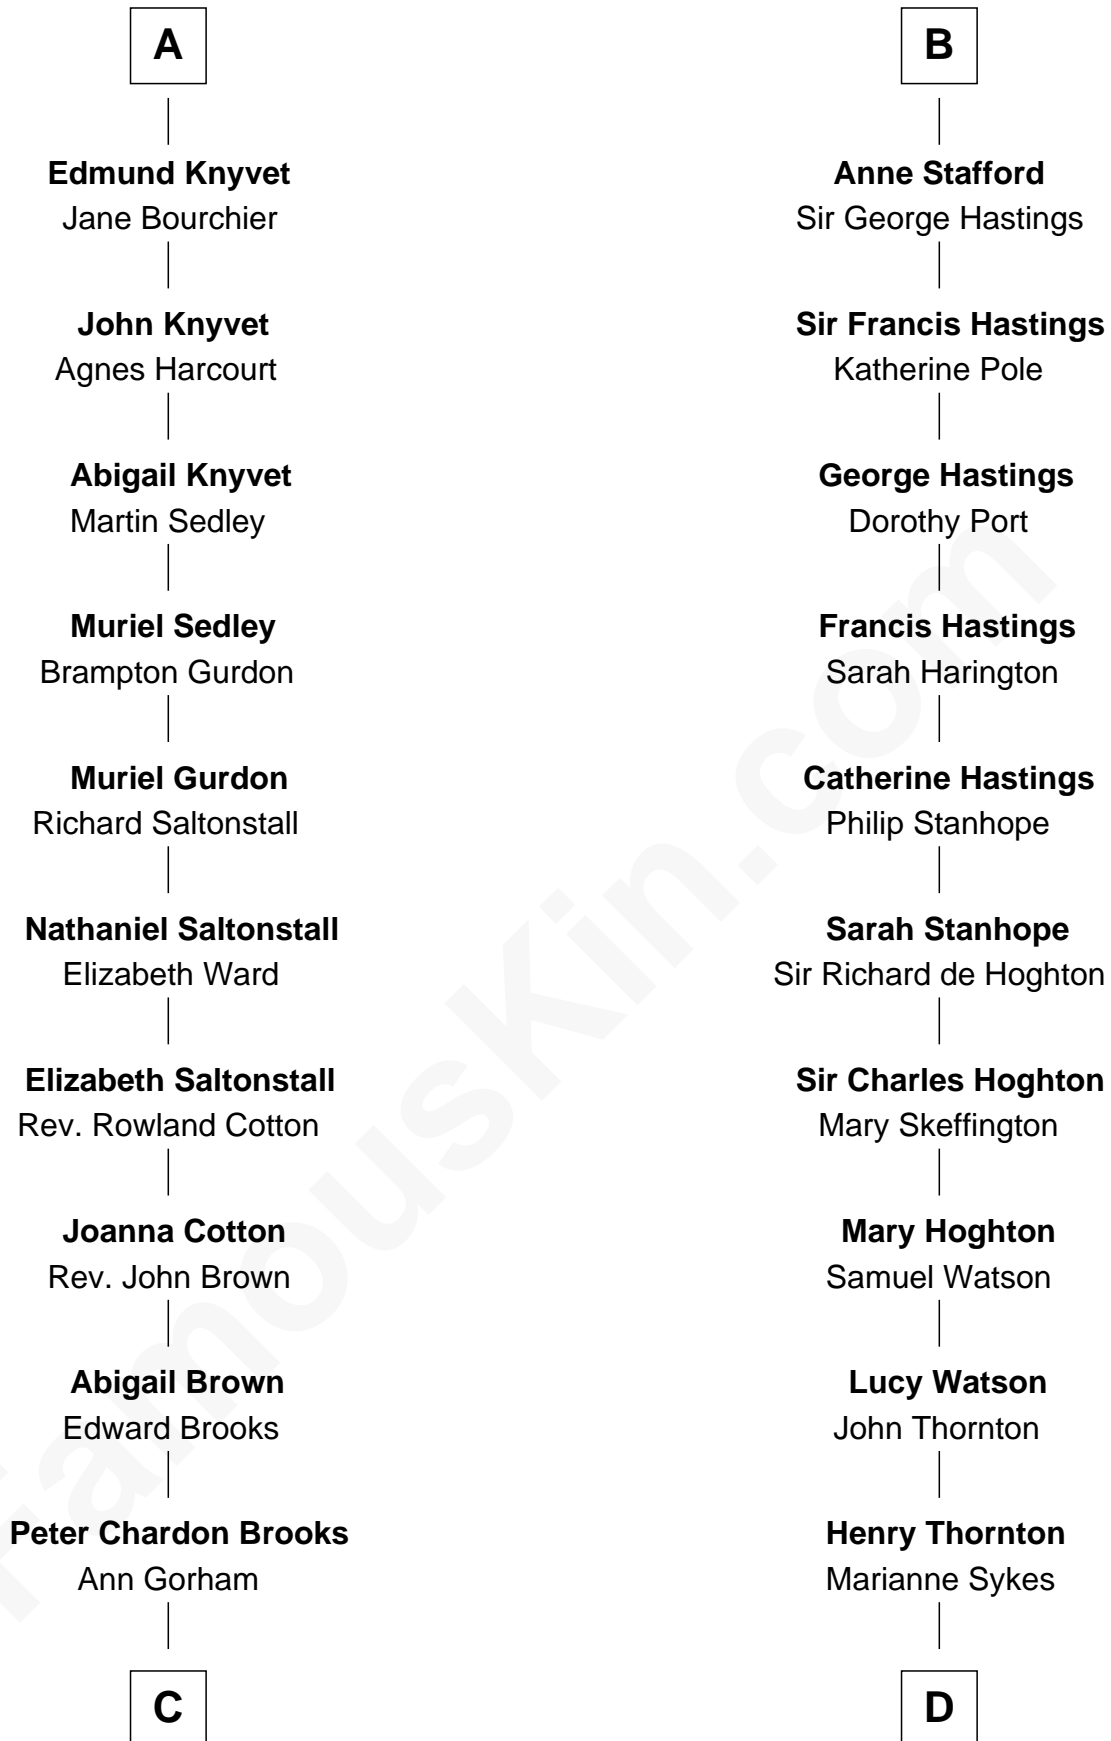 A
Edmund Knyvet
Jane Bourchier
John Knyvet
Agnes Harcourt
Abigail Knyvet
Martin Sedley
Muriel Sedley
Brampton Gurdon
Muriel Gurdon
Richard Saltonstall
Nathaniel Saltonstall
Elizabeth Ward
Elizabeth Saltonstall
Rev. Rowland Cotton
Joanna Cotton
Rev. John Brown
Abigail Brown
Edward Brooks
Peter Chardon Brooks
Ann Gorham
C
B
Anne Stafford
Sir George Hastings
Sir Francis Hastings
Katherine Pole
George Hastings
Dorothy Port
Francis Hastings
Sarah Harington
Catherine Hastings
Philip Stanhope
Sarah Stanhope
Sir Richard de Hoghton
Sir Charles Hoghton
Mary Skeffington
Mary Hoghton
Samuel Watson
Lucy Watson
John Thornton
Henry Thornton
Marianne Sykes
D
FamousKin.com